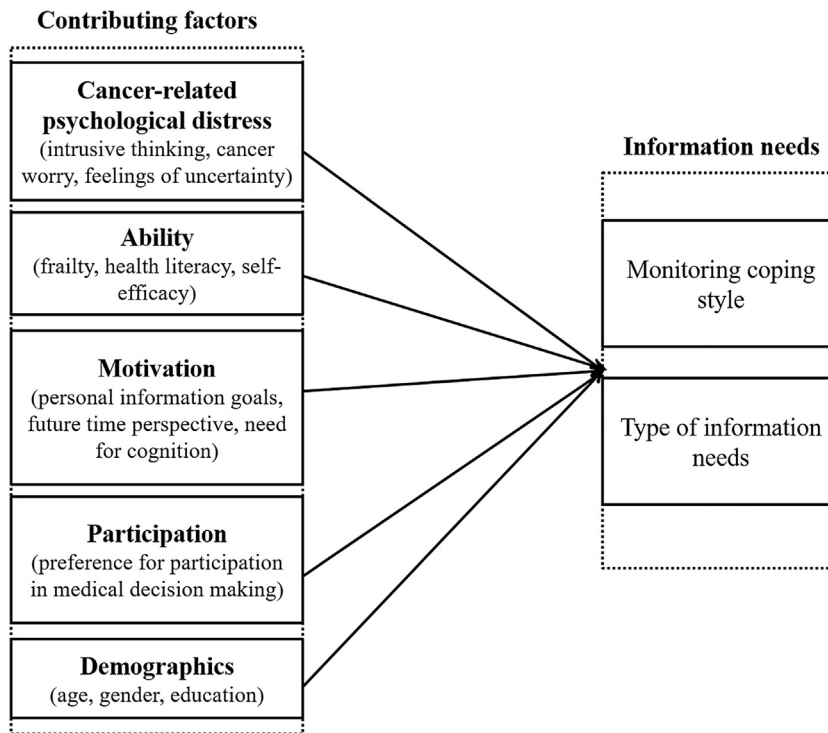 Contributing factors
Cancer-related
psychological distress
(intrusive thinking, cancer
worry, feelings of uncertainty)
Ability
(frailty, health literacy, self-
efficacy)
Motivation
(personal information goals,
future time perspective, need
for cognition)
Participation
(preference for participation
in medical decision making)
Demographics
(age, gender, education)
Information needs
Monitoring coping
style
Type of information
needs